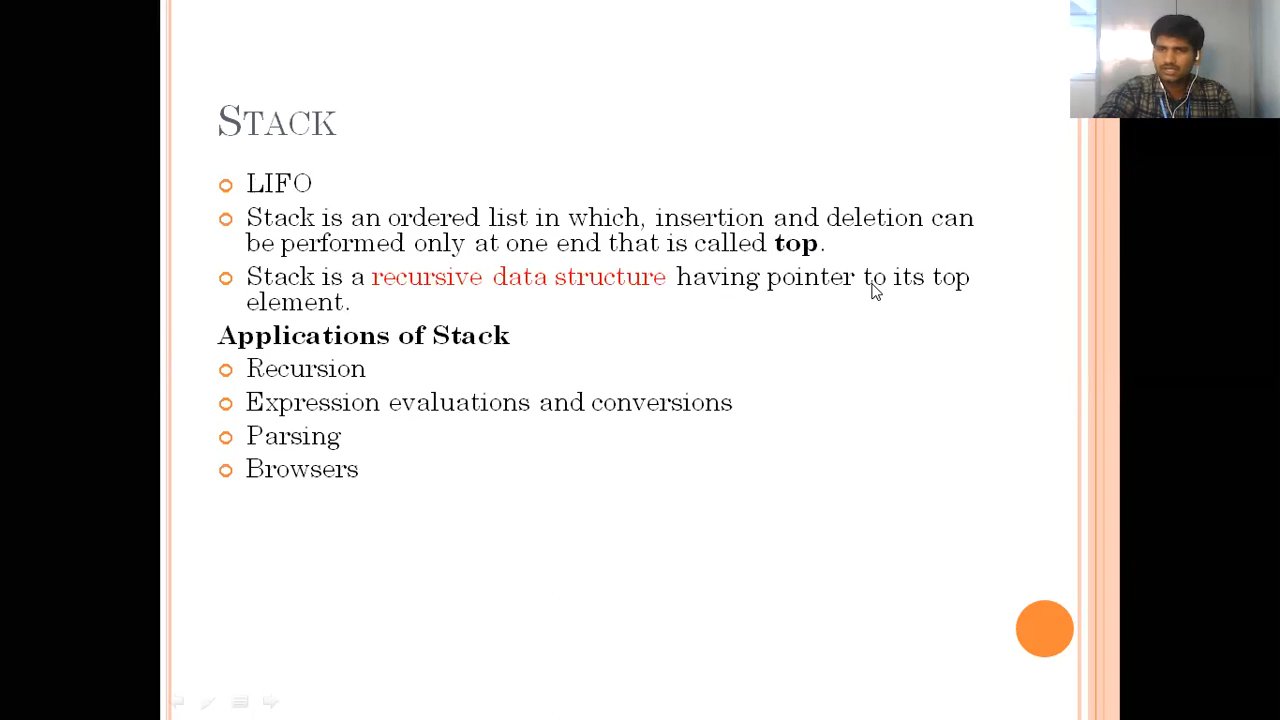 STACK
LIFO
Stack is an ordered list in which, insertion and deletion can
be performed only at one end that is called top.
Stack is a recursive data structure having pointer to its top
element.
Applications of Stack
Recursion
Expression evaluations and conversions
Parsing
Browsers